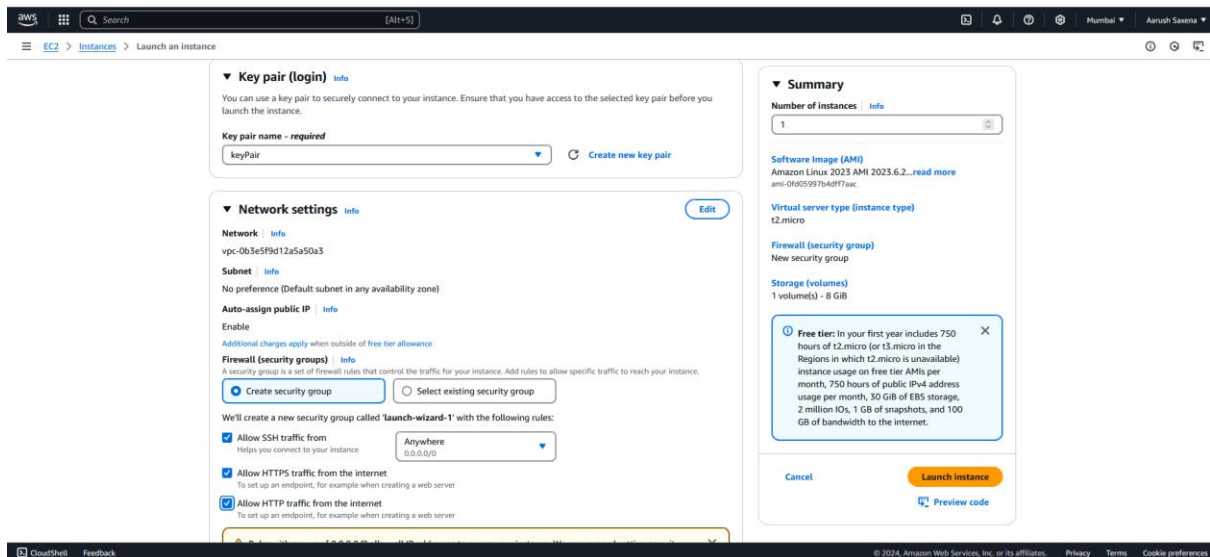 aws
Search [Alt+S]
Mumbai
Aarush Saxena
EC2 > Instances > Launch an instance
Key pair (login) Info
You can use a key pair to securely connect to your instance. Ensure that you have access to the selected key pair before you
launch the instance.
Key pair name - required
keyPair
Create new key pair
Network settings Info
Edit
Network Info
vpc-0b3e5f9d12a5a50a3
Subnet Info
No preference (Default subnet in any availability zone)
Auto-assign public IP Info
Enable
Additional charges apply when outside of free tier allowance
Firewall (security groups) Info
A security group is a set of firewall rules that control the traffic for your instance. Add rules to allow specific traffic to reach your instance.
Create security group
Select existing security group
We'll create a new security group called 'launch-wizard-1' with the following rules:
Allow SSH traffic from
Helps you connect to your instance
Anywhere
0.0.0.0/0
Allow HTTPS traffic from the internet
To set up an endpoint, for example when creating a web server
Allow HTTP traffic from the internet
To set up an endpoint, for example when creating a web server
Summary
Number of instances Info
1
Software Image (AMI)
Amazon Linux 2023 AMI 2023.6.2...read more
ami-0fd05997b4dff7aac
Virtual server type (instance type)
t2.micro
Firewall (security group)
New security group
Storage (volumes)
1 volume(s) - 8 GiB
Free tier: In your first year includes 750
hours of t2.micro (or t3.micro in the
Regions in which t2.micro is unavailable)
instance usage on free tier AMIs per
month, 750 hours of public IPv4 address
usage per month, 30 GiB of EBS storage,
2 million IOs, 1 GB of snapshots, and 100
GB of bandwidth to the internet.
Cancel
Launch instance
Preview code
CloudShell Feedback
© 2024, Amazon Web Services, Inc. or its affiliates. Privacy Terms Cookie preferences